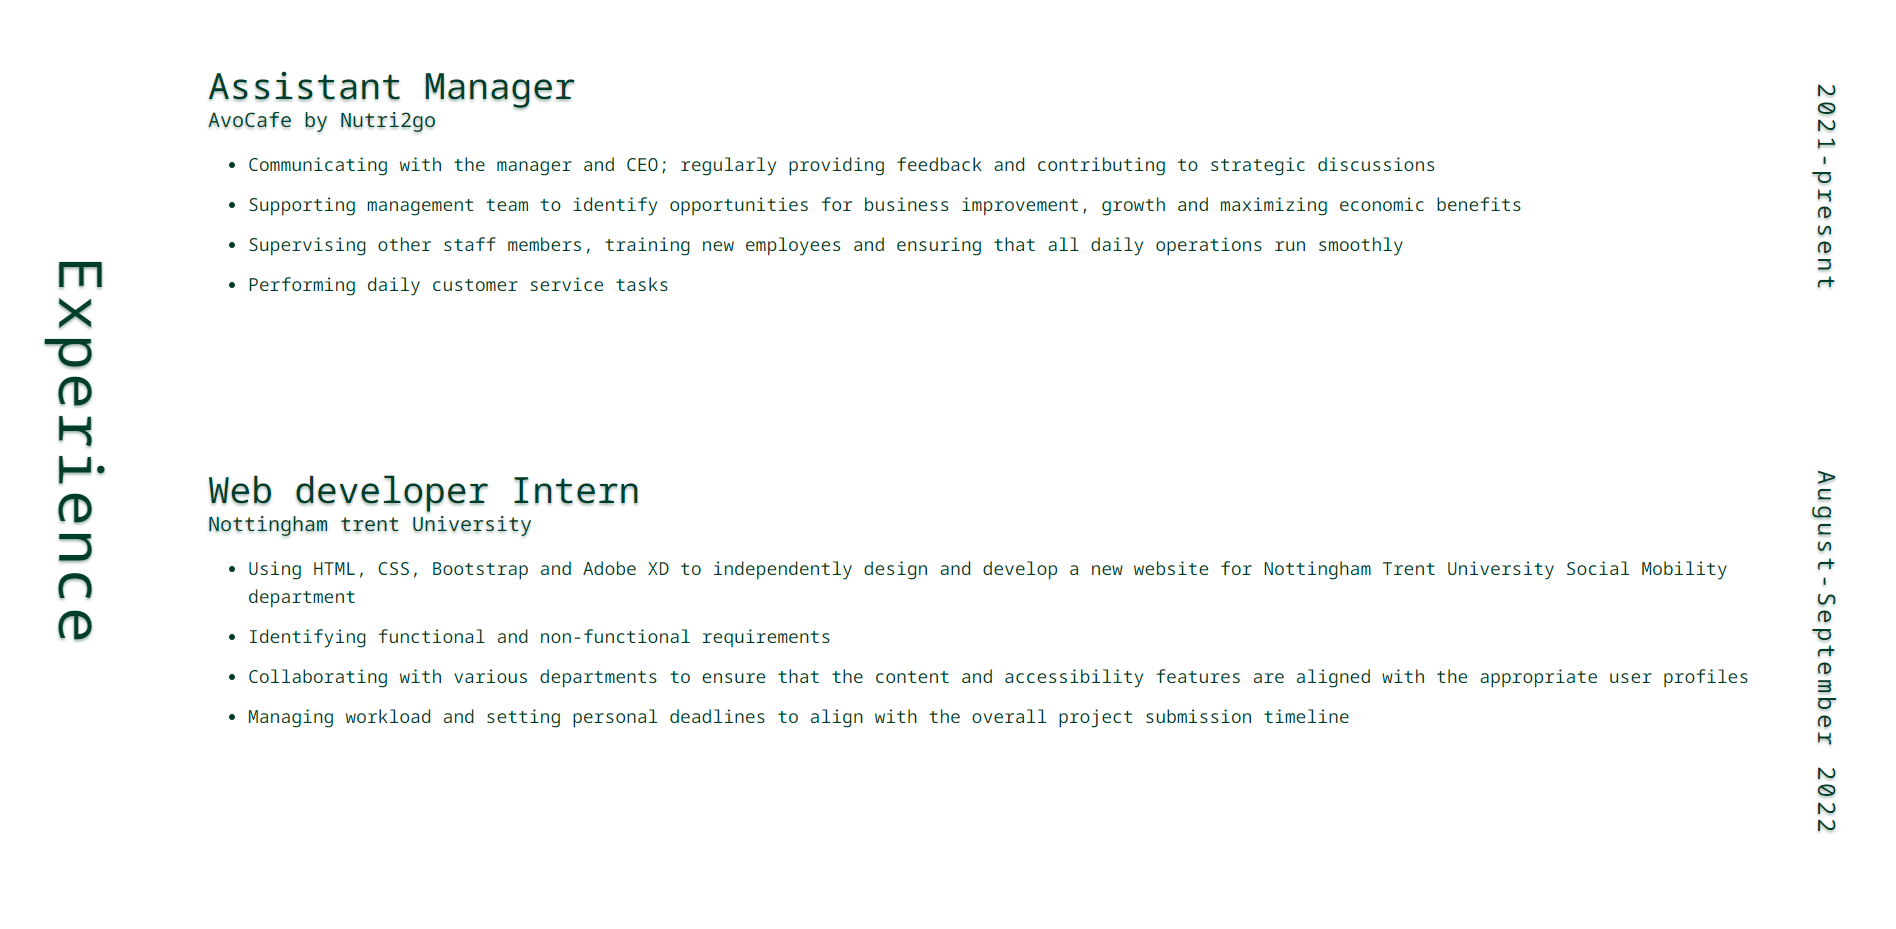 Experience
Assistant Manager
AvoCafe by Nutri2go
2021-present
• Communicating with the manager and CEO; regularly providing feedback and contributing to strategic discussions
• Supporting management team to identify opportunities for business improvement, growth and maximizing economic benefits
• Supervising other staff members, training new employees and ensuring that all daily operations run smoothly
• Performing daily customer service tasks
Web developer Intern
Nottingham trent University
August-September 2022
• Using HTML, CSS, Bootstrap and Adobe XD to independently design and develop a new website for Nottingham Trent University Social Mobility
department
• Identifying functional and non-functional requirements
• Collaborating with various departments to ensure that the content and accessibility features are aligned with the appropriate user profiles
• Managing workload and setting personal deadlines to align with the overall project submission timeline